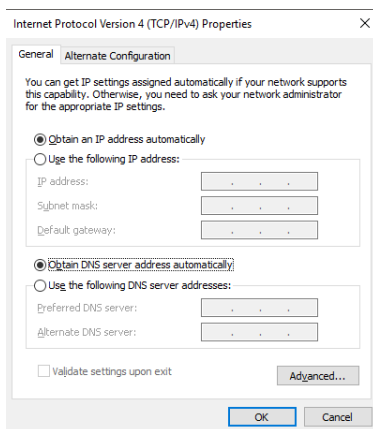 Internet Protocol Version 4 (TCP/IPv4) Properties
General
Alternate Configuration
You can get IP settings assigned automatically if your network supports
this capability. Otherwise, you need to ask your network administrator
for the appropriate IP settings.
Obtain an IP address automatically
Use the following IP address:
IP address:
Subnet mask:
Default gateway:
Obtain DNS server address automatically
Use the following DNS server addresses:
Preferred DNS server:
Alternate DNS server:
Validate settings upon exit
Advanced...
OK
Cancel